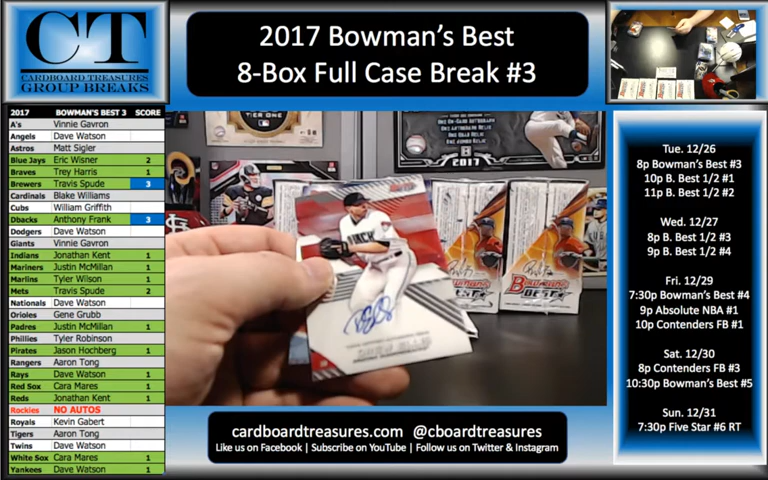 CT
CARDBOARD TREASURES
GROUP BREAKS
2017 Bowman's Best
8-Box Full Case Break #3
2017 BOWMAN'S BEST 3 SCORE
A's Vinnie Gavron
Angels Dave Watson
Astros Matt Sigler
Blue Jays Eric Wisner 2
Braves Trey Harris 1
Brewers Travis Spude 3
Cardinals Blake Williams
Cubs William Griffith
Dbacks Anthony Frank 3
Dodgers Dave Watson
Giants Vinnie Gavron
Indians Jonathan Kent 1
Mariners Justin McMillan 1
Marlins Tyler Wilson 1
Mets Travis Spude 2
Nationals Dave Watson
Orioles Gene Grubb
Padres Justin McMillan 1
Phillies Tyler Robinson
Pirates Jason Hochberg 1
Rangers Aaron Tong
Rays Dave Watson 1
Red Sox Cara Mares 1
Reds Jonathan Kent 1
Rockies NO AUTOS
Royals Kevin Gabert
Tigers Aaron Tong
Twins Dave Watson
White Sox Cara Mares 1
Yankees Dave Watson 1
TIER ONE
2017
Tue. 12/26
8p Bowman's Best #3
10p B. Best 1/2 #1
11p B. Best 1/2 #2
Wed. 12/27
8p B. Best 1/2 #3
9p B. Best 1/2 #4
Fri. 12/29
7:30p Bowman's Best #4
9p Absolute NBA #1
10p Contenders FB #1
Sat. 12/30
8p Contenders FB #3
10:30p Bowman's Best #5
Sun. 12/31
7:30p Five Star #6 RT
cardboardtreasures.com @cboardtreasures
Like us on Facebook | Subscribe on YouTube | Follow us on Twitter & Instagram